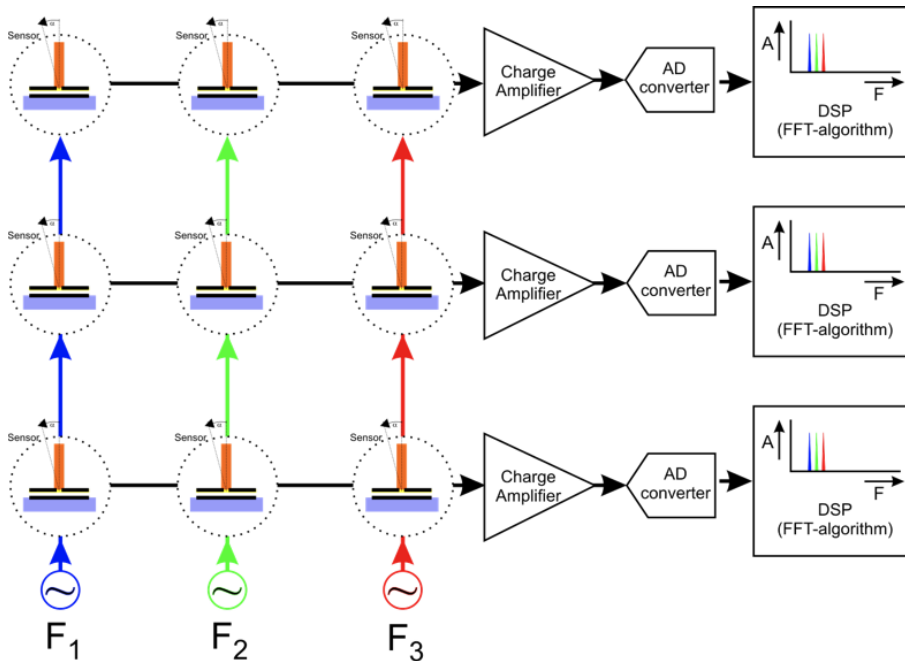 Sensor α
Sensor α
Sensor α
Charge
Amplifier
AD
converter
A
F
DSP
(FFT-algorithm)
Sensor α
Sensor α
Sensor α
Charge
Amplifier
AD
converter
A
F
DSP
(FFT-algorithm)
Sensor α
Sensor α
Sensor α
Charge
Amplifier
AD
converter
A
F
DSP
(FFT-algorithm)
F₁
F₂
F₃